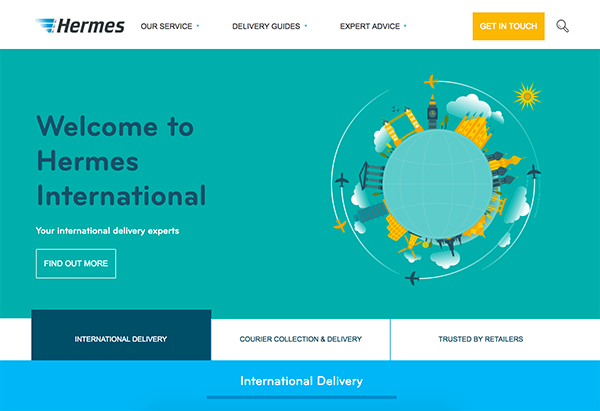 Hermes
OUR SERVICE
DELIVERY GUIDES
EXPERT ADVICE
GET IN TOUCH
Welcome to
Hermes
International
Your international delivery experts
FIND OUT MORE
INTERNATIONAL DELIVERY
COURIER COLLECTION & DELIVERY
TRUSTED BY RETAILERS
International Delivery